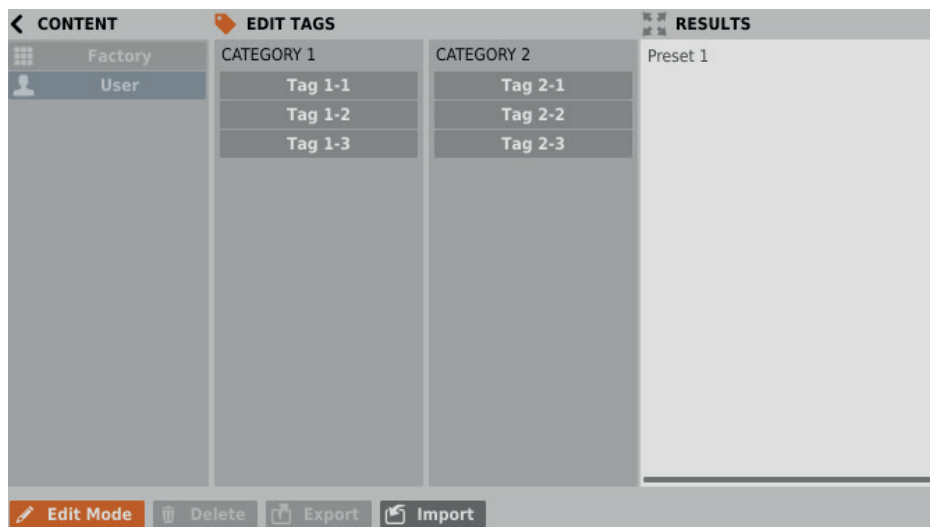 CONTENT
EDIT TAGS
RESULTS
Factory
User
CATEGORY 1
Tag 1-1
Tag 1-2
Tag 1-3
CATEGORY 2
Tag 2-1
Tag 2-2
Tag 2-3
Preset 1
Edit Mode
Delete
Export
Import